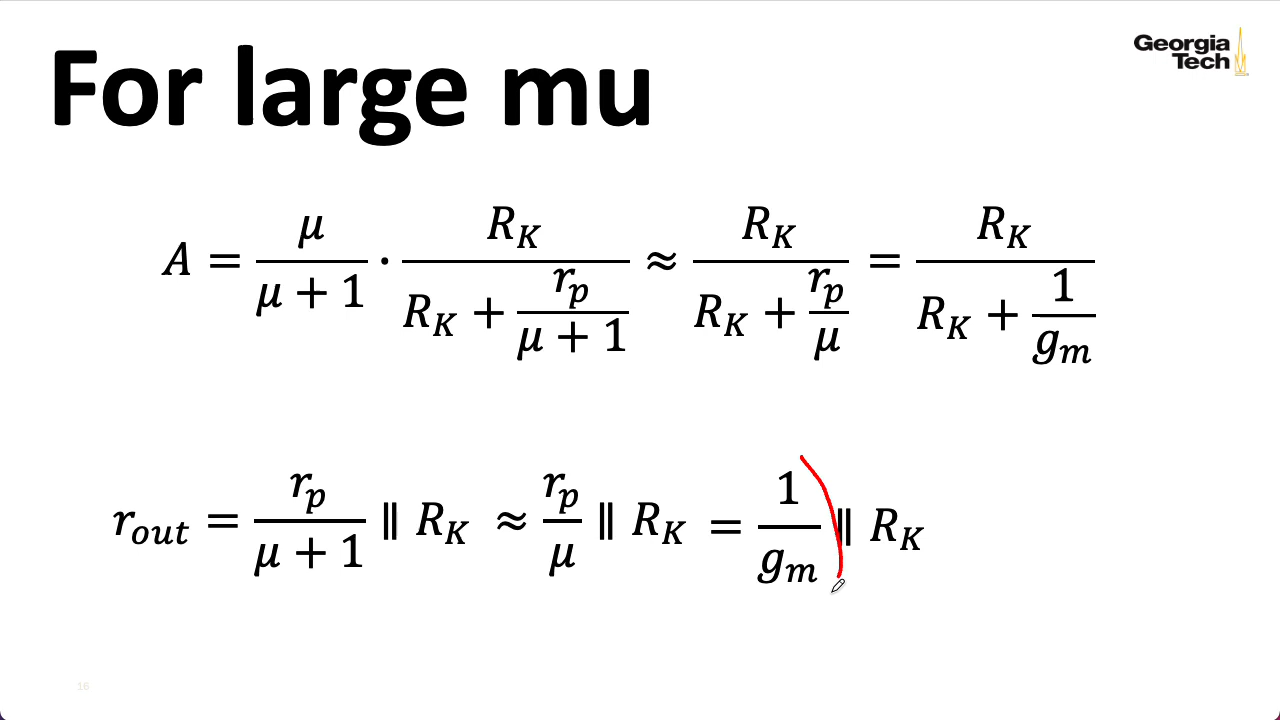 For large mu
Georgia
Tech
A = μ/(μ + 1) · R_K/(R_K + r_p/(μ + 1)) ≈ R_K/(R_K + r_p/μ) = R_K/(R_K + 1/g_m)
r_out = r_p/(μ + 1) ∥ R_K ≈ r_p/μ ∥ R_K = 1/g_m ∥ R_K